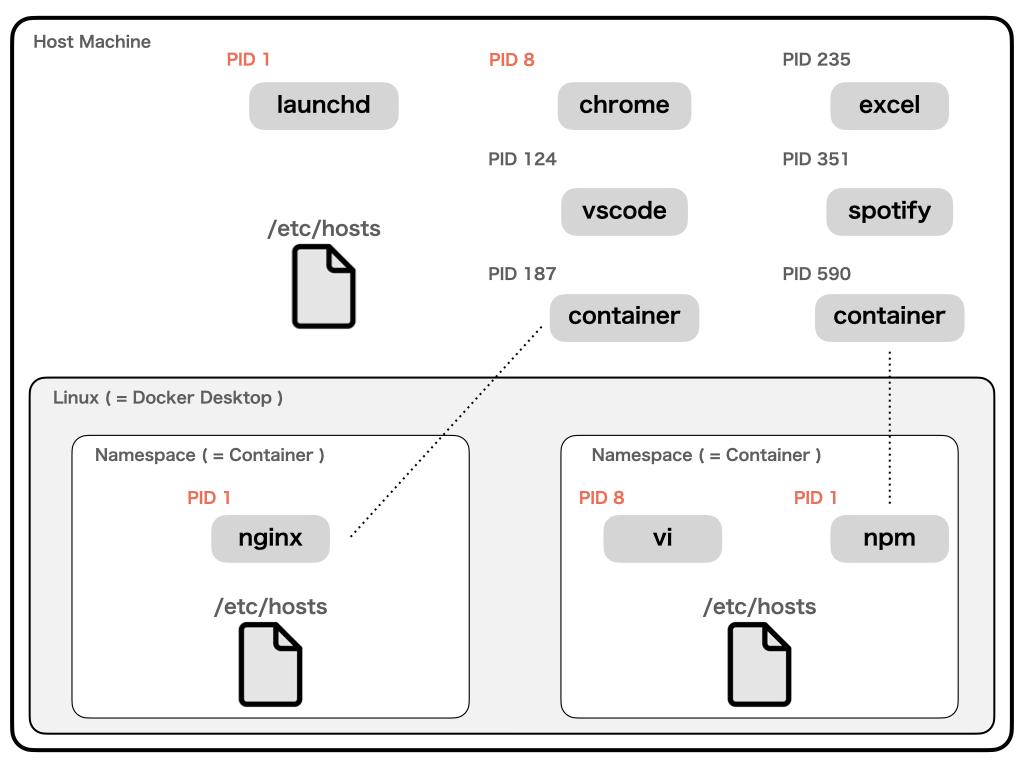 Host Machine
PID 1
launchd
PID 8
chrome
PID 235
excel
PID 124
vscode
PID 351
spotify
/etc/hosts
PID 187
container
PID 590
container
Linux ( = Docker Desktop )
Namespace ( = Container )
PID 1
nginx
/etc/hosts
Namespace ( = Container )
PID 8
vi
PID 1
npm
/etc/hosts